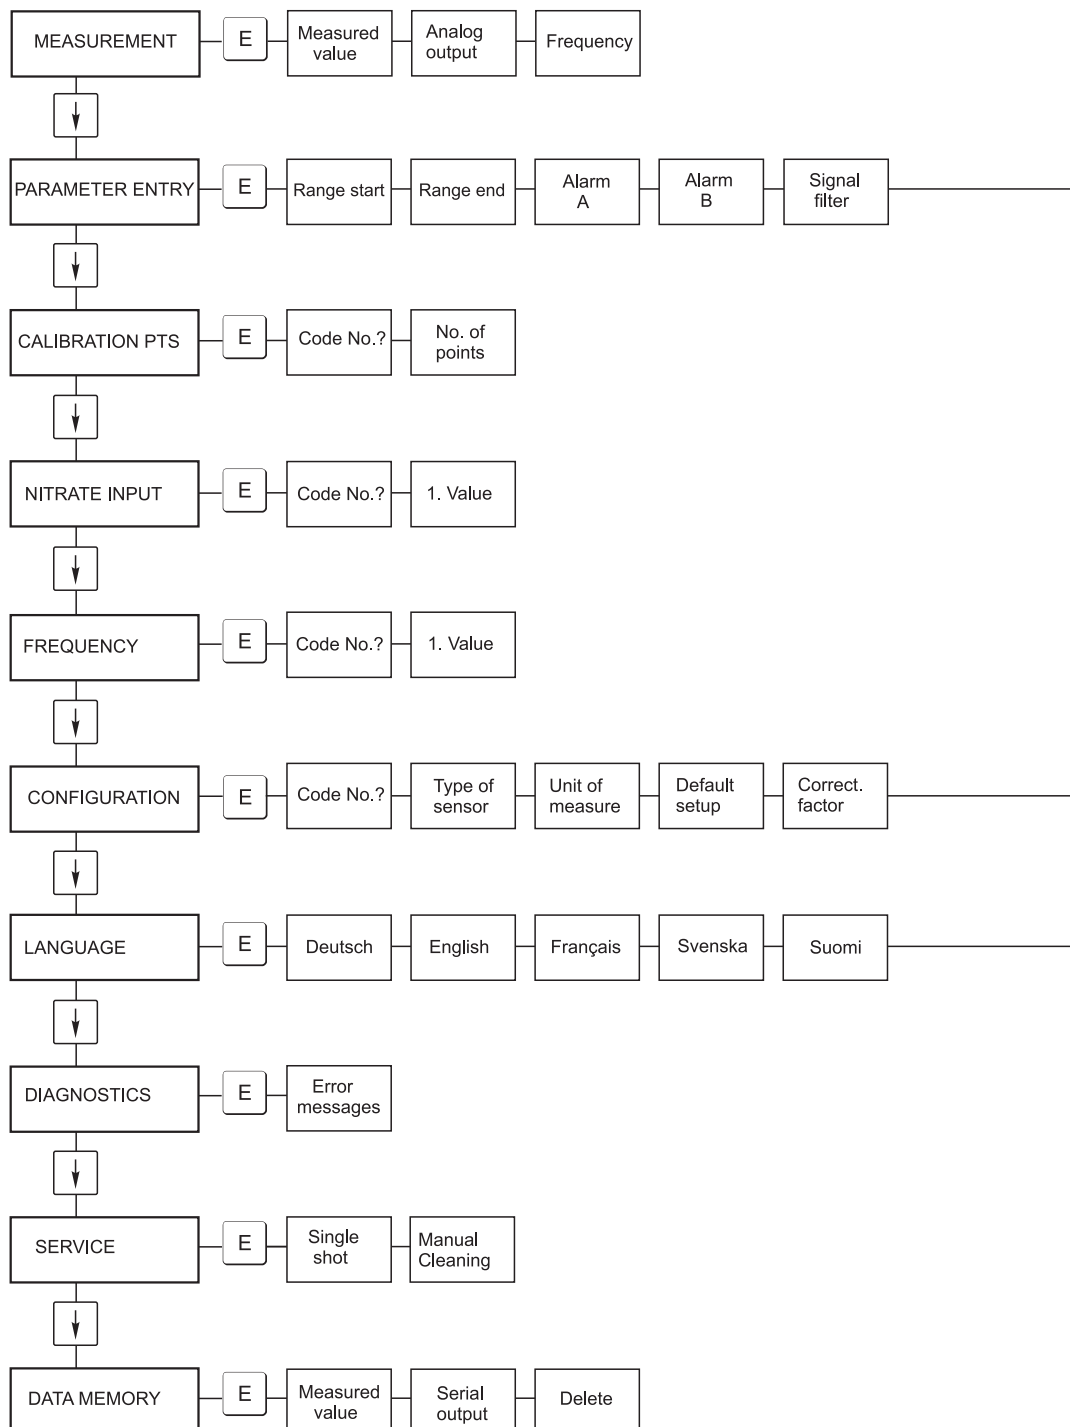 MEASUREMENT
E
Measured
value
Analog
output
Frequency
PARAMETER ENTRY
E
Range start
Range end
Alarm
A
Alarm
B
Signal
filter
CALIBRATION PTS
E
Code No.?
No. of
points
NITRATE INPUT
E
Code No.?
1. Value
FREQUENCY
E
Code No.?
1. Value
CONFIGURATION
E
Code No.?
Type of
sensor
Unit of
measure
Default
setup
Correct.
factor
LANGUAGE
E
Deutsch
English
Français
Svenska
Suomi
DIAGNOSTICS
E
Error
messages
SERVICE
E
Single
shot
Manual
Cleaning
DATA MEMORY
E
Measured
value
Serial
output
Delete